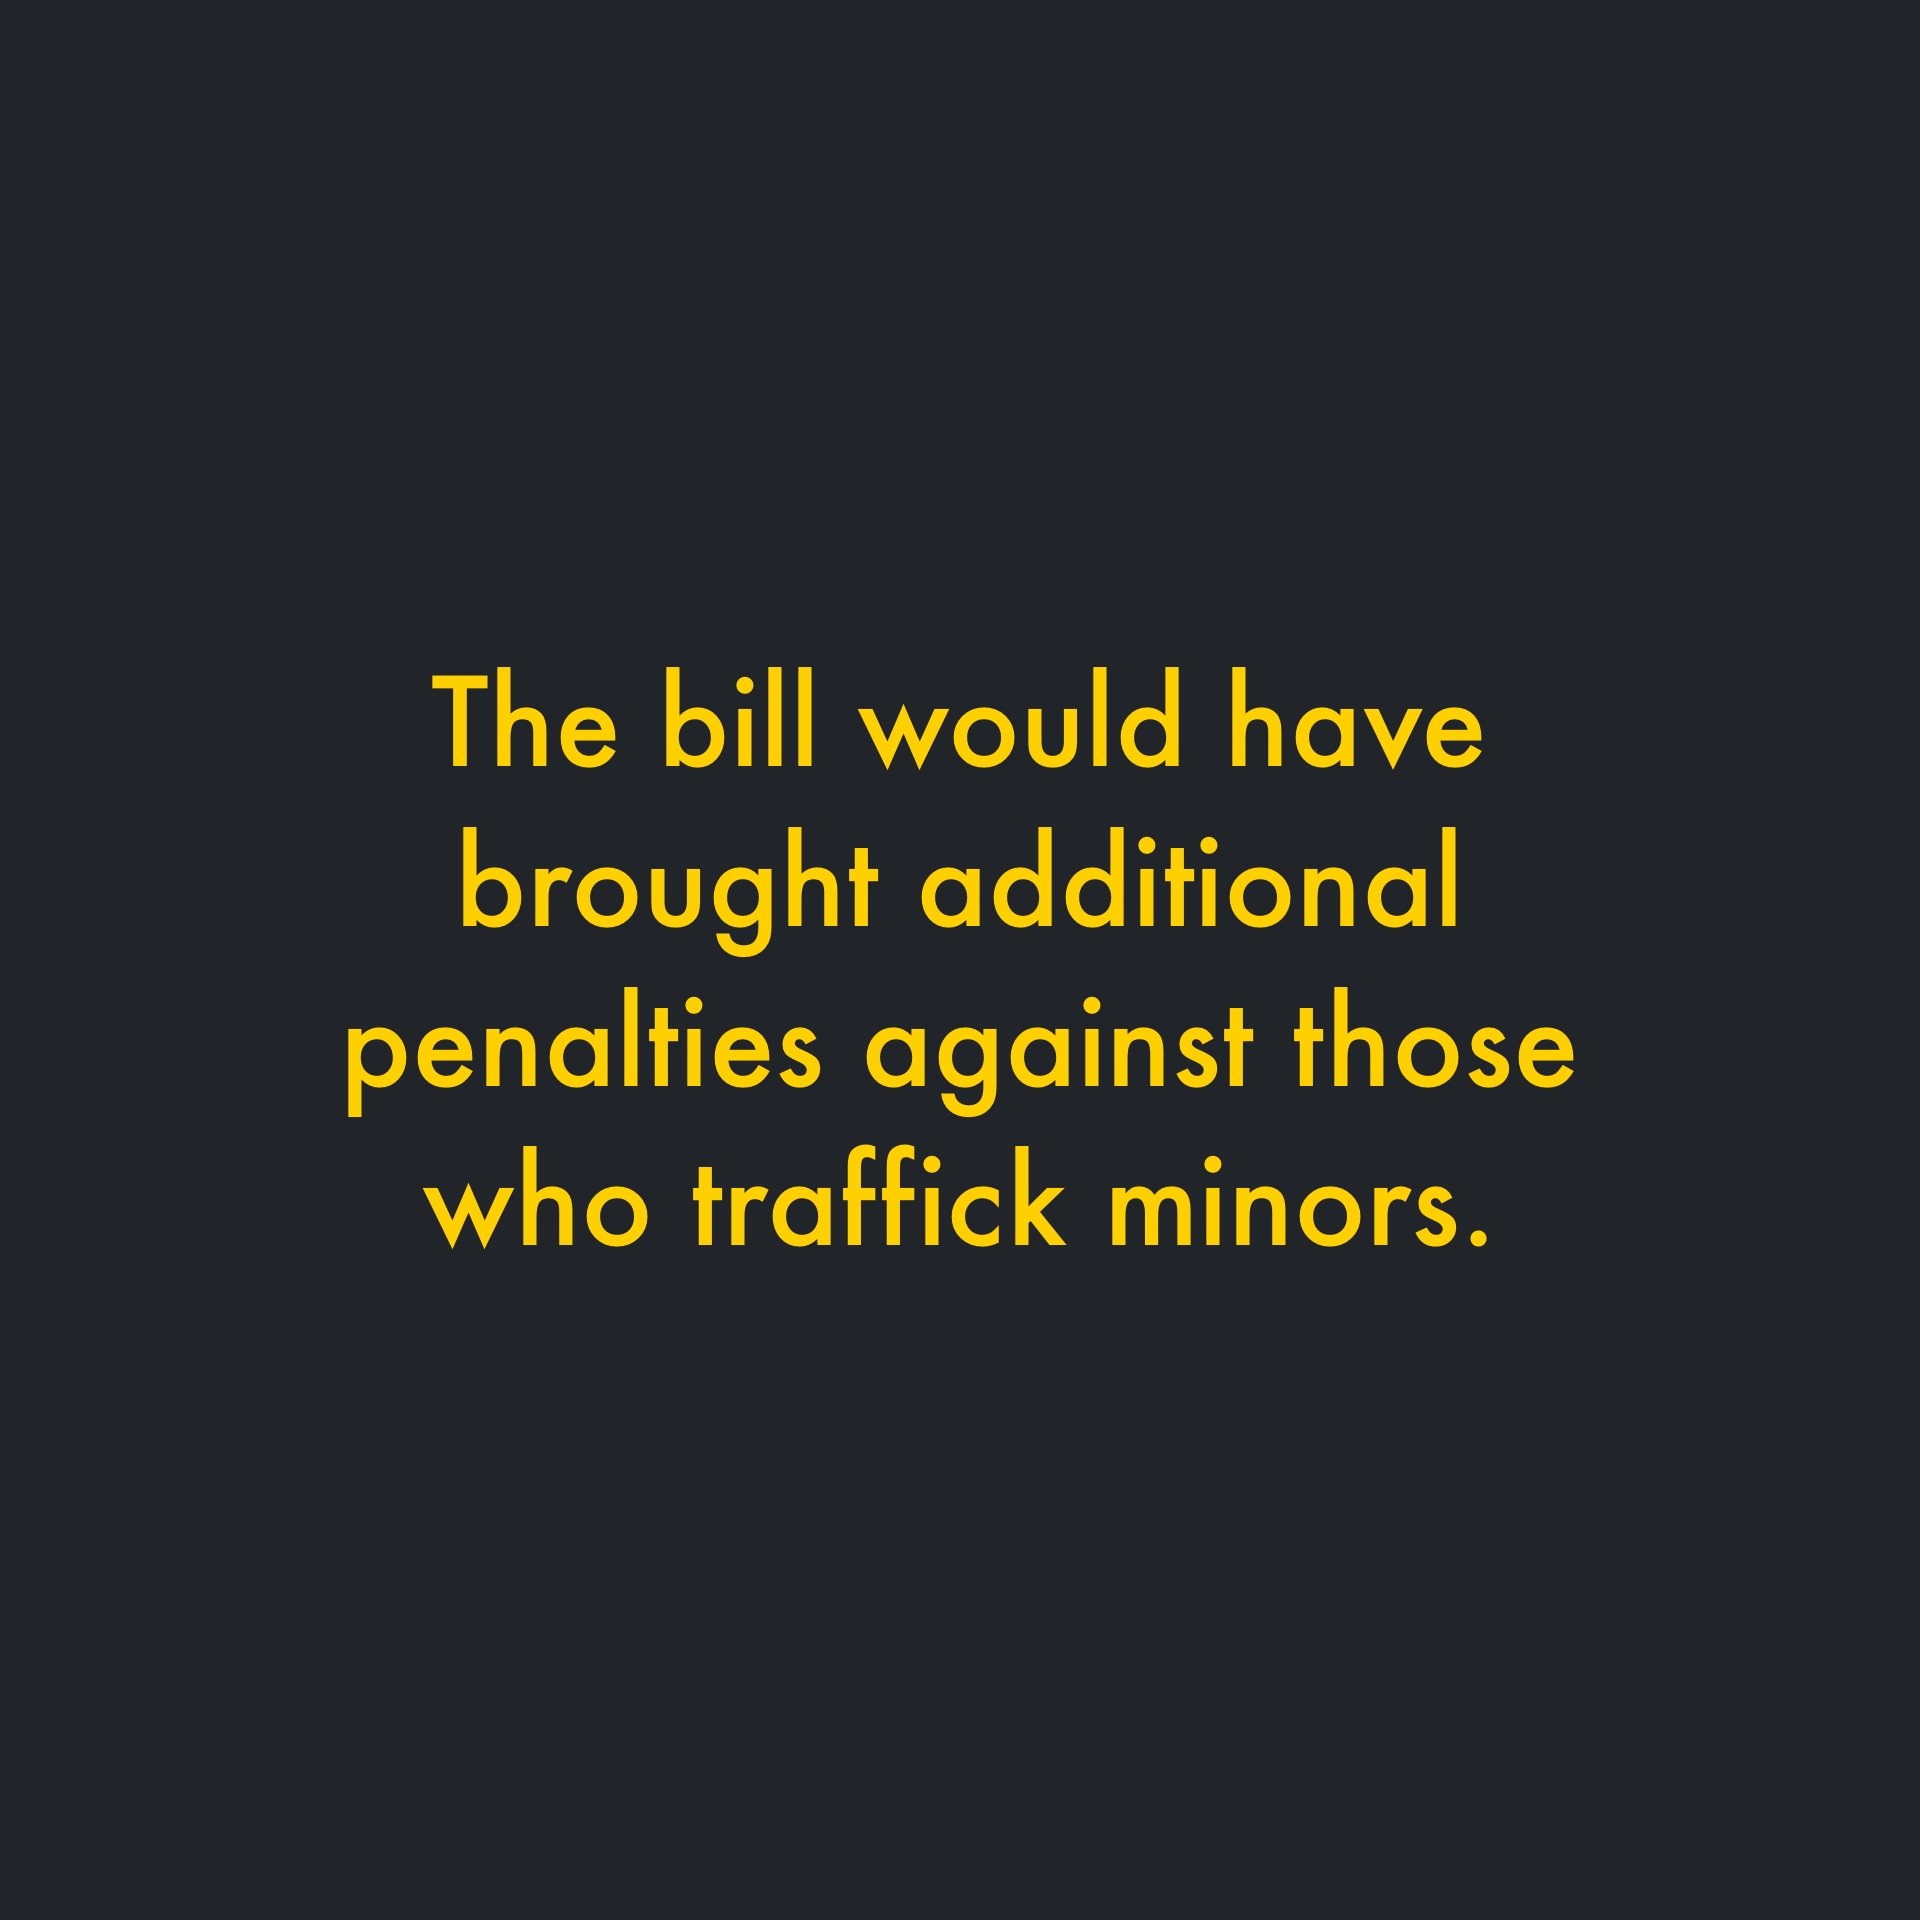 The bill would have
brought additional
penalties against those
who traffick minors.